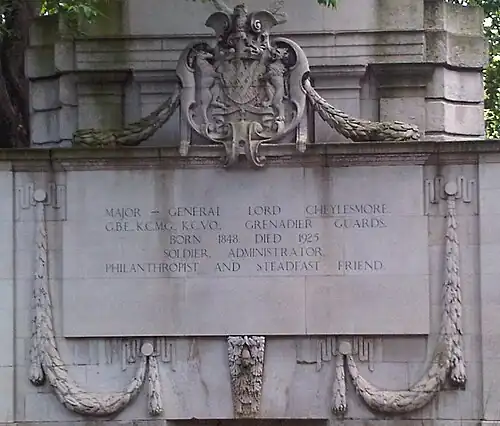 MAJOR – GENERAL LORD CHEYLESMORE.
G.B.E., K.C.M.G., K.C.V.O., GRENADIER GUARDS.
BORN 1848 DIED 1925
SOLDIER, ADMINISTRATOR,
PHILANTHROPIST AND STEADFAST FRIEND.